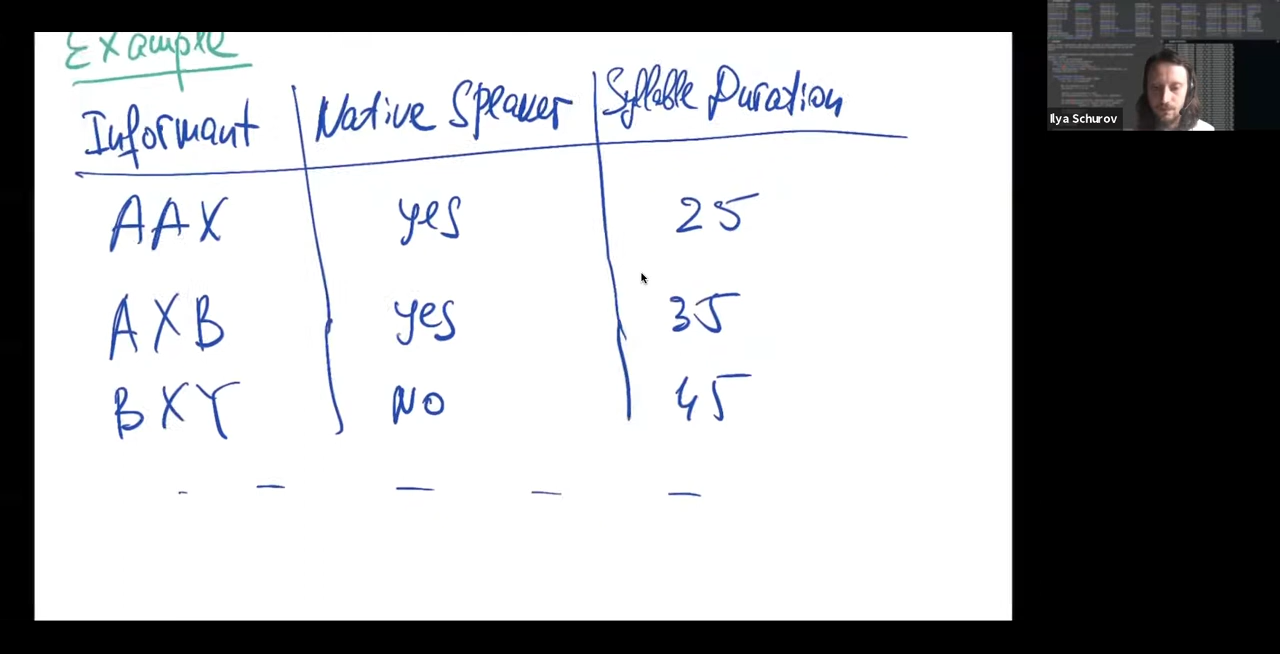 Example
Informant Native Speaker Syllable Duration
AAX yes 25
AXB yes 35
BXY NO 45
Ilya Schurov